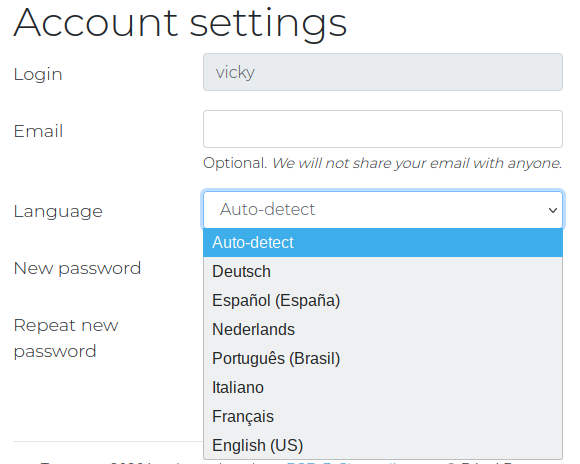 Account settings
Login
vicky
Email
Optional. We will not share your email with anyone.
Language
Auto-detect
Auto-detect
Deutsch
New password
Español (España)
Nederlands
Repeat new
password
Português (Brasil)
Italiano
Français
English (US)